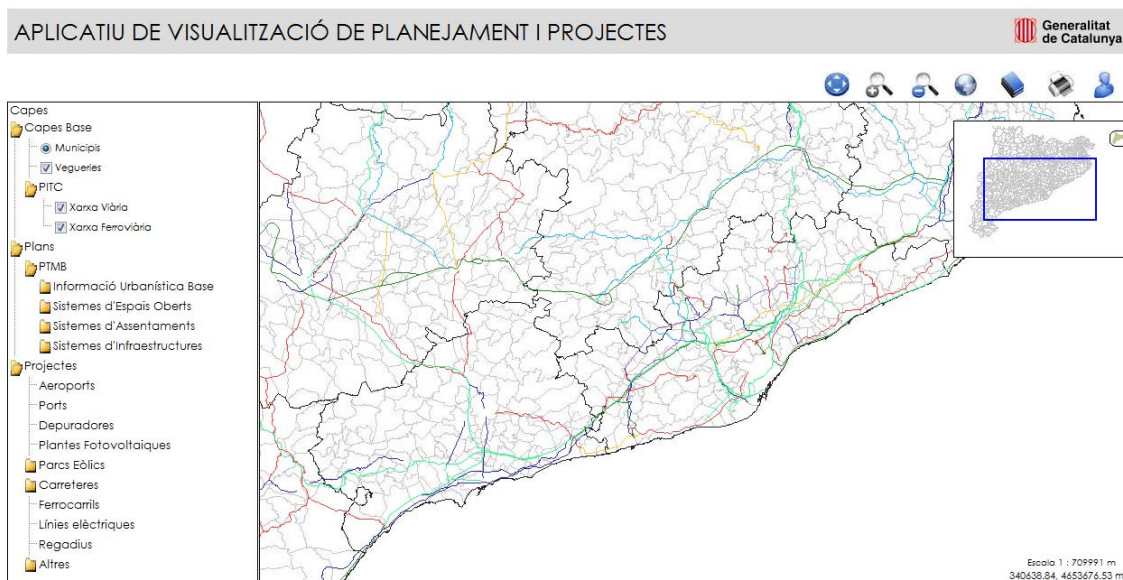 APLICATIU DE VISUALITZACIÓ DE PLANEJAMENT I PROJECTES
Generalitat
de Catalunya
Capes
Capes Base
Municipis
Vegueries
PITC
Xarxa Viària
Xarxa Ferroviària
Plans
PTMB
Informació Urbanística Base
Sistemes d'Espais Oberts
Sistemes d'Assentaments
Sistemes d'Infraestructures
Projectes
Aeroports
Ports
Depuradores
Plantes Fotovoltaiques
Parcs Eòlics
Carreteres
Ferrocarrils
Línies elèctriques
Regadius
Altres
Escala 1 : 709991 m
340638.84, 4653676.53 m